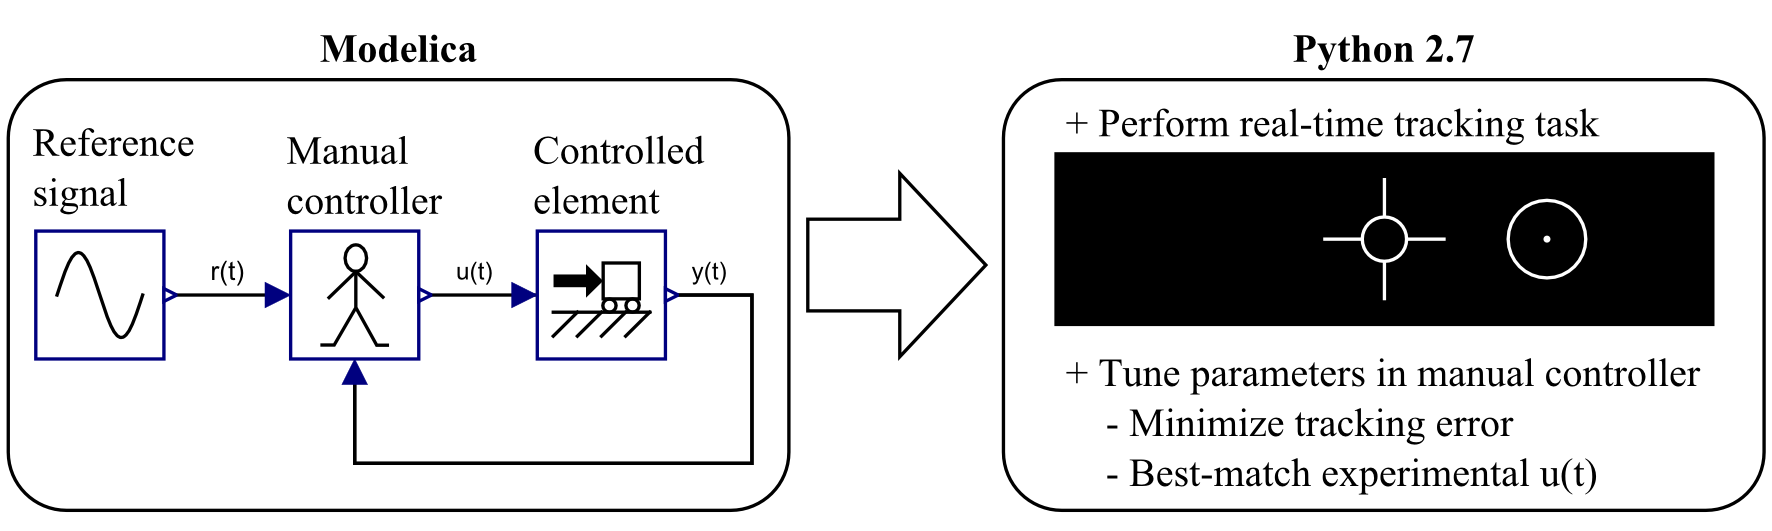 Modelica
Reference
signal
Manual
controller
Controlled
element
r(t)
u(t)
y(t)
Python 2.7
+ Perform real-time tracking task
+ Tune parameters in manual controller
- Minimize tracking error
- Best-match experimental u(t)